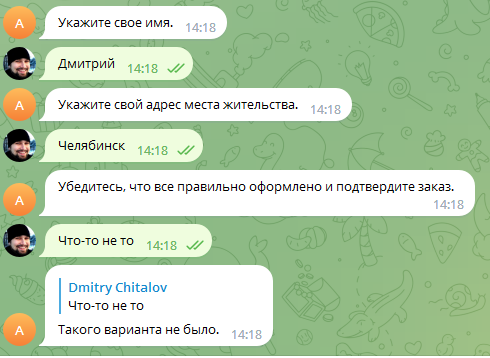 А
Укажите свое имя. 14:18
Дмитрий 14:18
А
Укажите свой адрес места жительства. 14:18
Челябинск 14:18
А
Убедитесь, что все правильно оформлено и подтвердите заказ.
14:18
Что-то не то 14:18
Dmitry Chitalov
Что-то не то
А
Такого варианта не было. 14:18